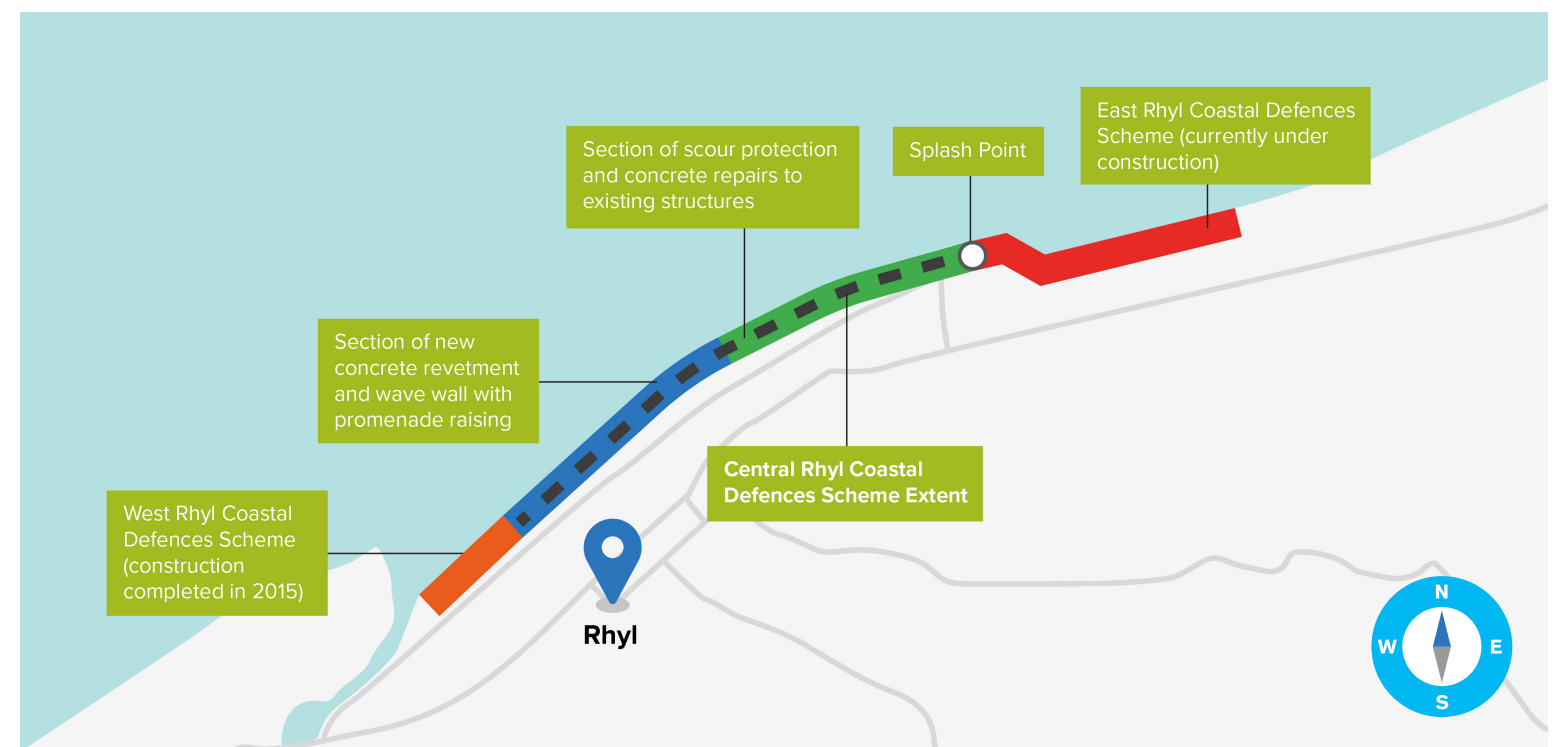 East Rhyl Coastal Defences
Scheme (currently under
construction)
Splash Point
Section of scour protection
and concrete repairs to
existing structures
Section of new
concrete revetment
and wave wall with
promenade raising
Central Rhyl Coastal
Defences Scheme Extent
West Rhyl Coastal
Defences Scheme
(construction
completed in 2015)
Rhyl
N
W
E
S